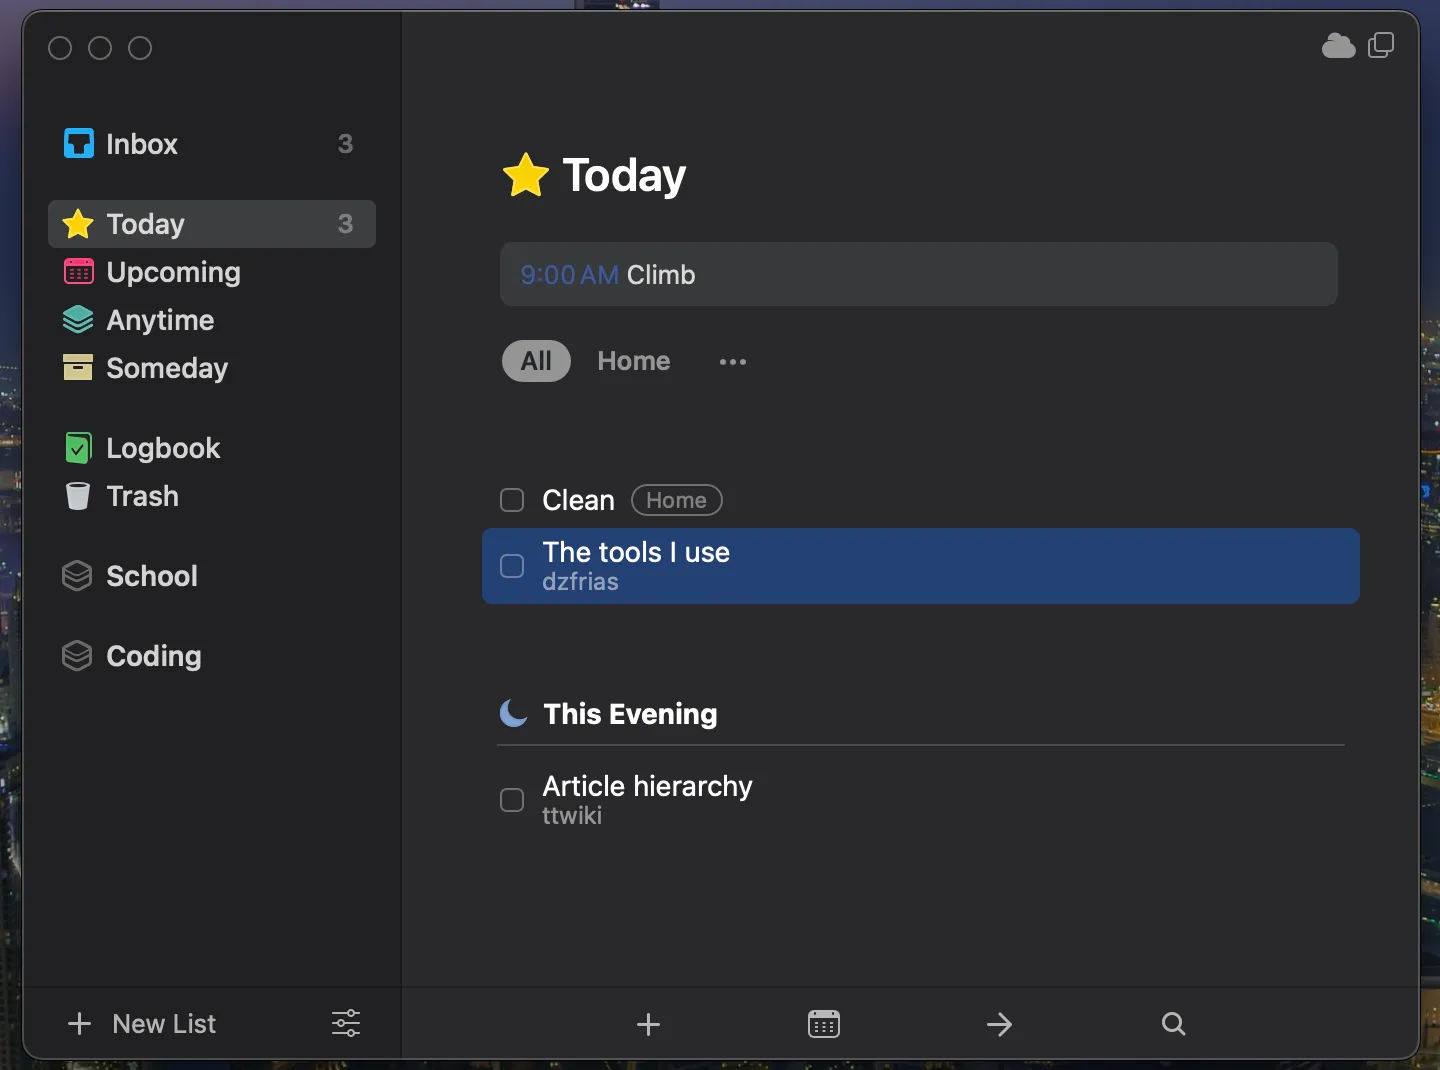 Inbox 3
Today 3
Upcoming
Anytime
Someday
Logbook
Trash
School
Coding
New List
Today
9:00 AM Climb
All Home
Clean Home
The tools I use
dzfrias
This Evening
Article hierarchy
ttwiki